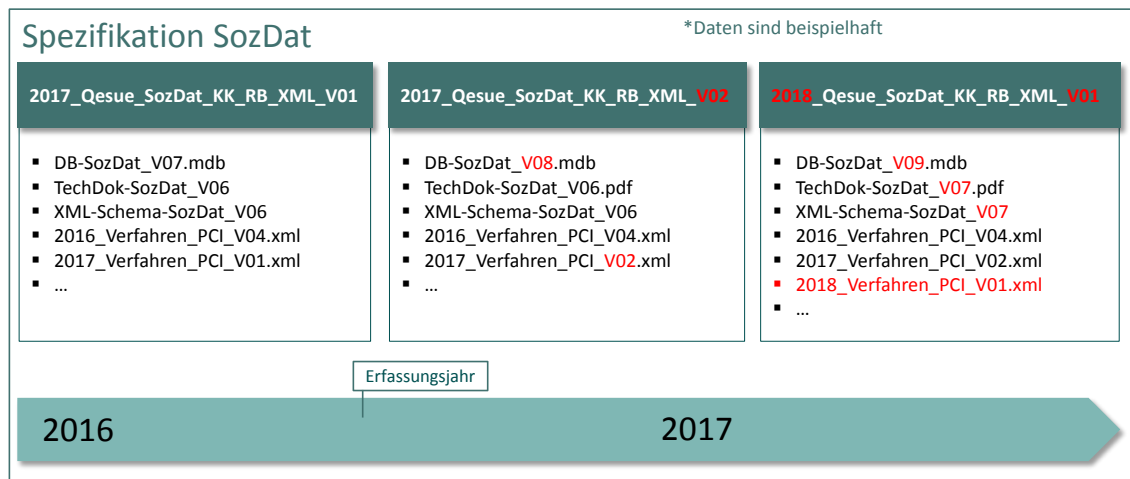 Spezifikation SozDat
*Daten sind beispielhaft
2017_Qesue_SozDat_KK_RB_XML_V01
▪ DB-SozDat_V07.mdb
▪ TechDok-SozDat_V06
▪ XML-Schema-SozDat_V06
▪ 2016_Verfahren_PCI_V04.xml
▪ 2017_Verfahren_PCI_V01.xml
▪ ...
2017_Qesue_SozDat_KK_RB_XML_V02
▪ DB-SozDat_V08.mdb
▪ TechDok-SozDat_V06.pdf
▪ XML-Schema-SozDat_V06
▪ 2016_Verfahren_PCI_V04.xml
▪ 2017_Verfahren_PCI_V02.xml
▪ ...
2018_Qesue_SozDat_KK_RB_XML_V01
▪ DB-SozDat_V09.mdb
▪ TechDok-SozDat_V07.pdf
▪ XML-Schema-SozDat_V07
▪ 2016_Verfahren_PCI_V04.xml
▪ 2017_Verfahren_PCI_V02.xml
▪ 2018_Verfahren_PCI_V01.xml
▪ ...
Erfassungsjahr
2016
2017